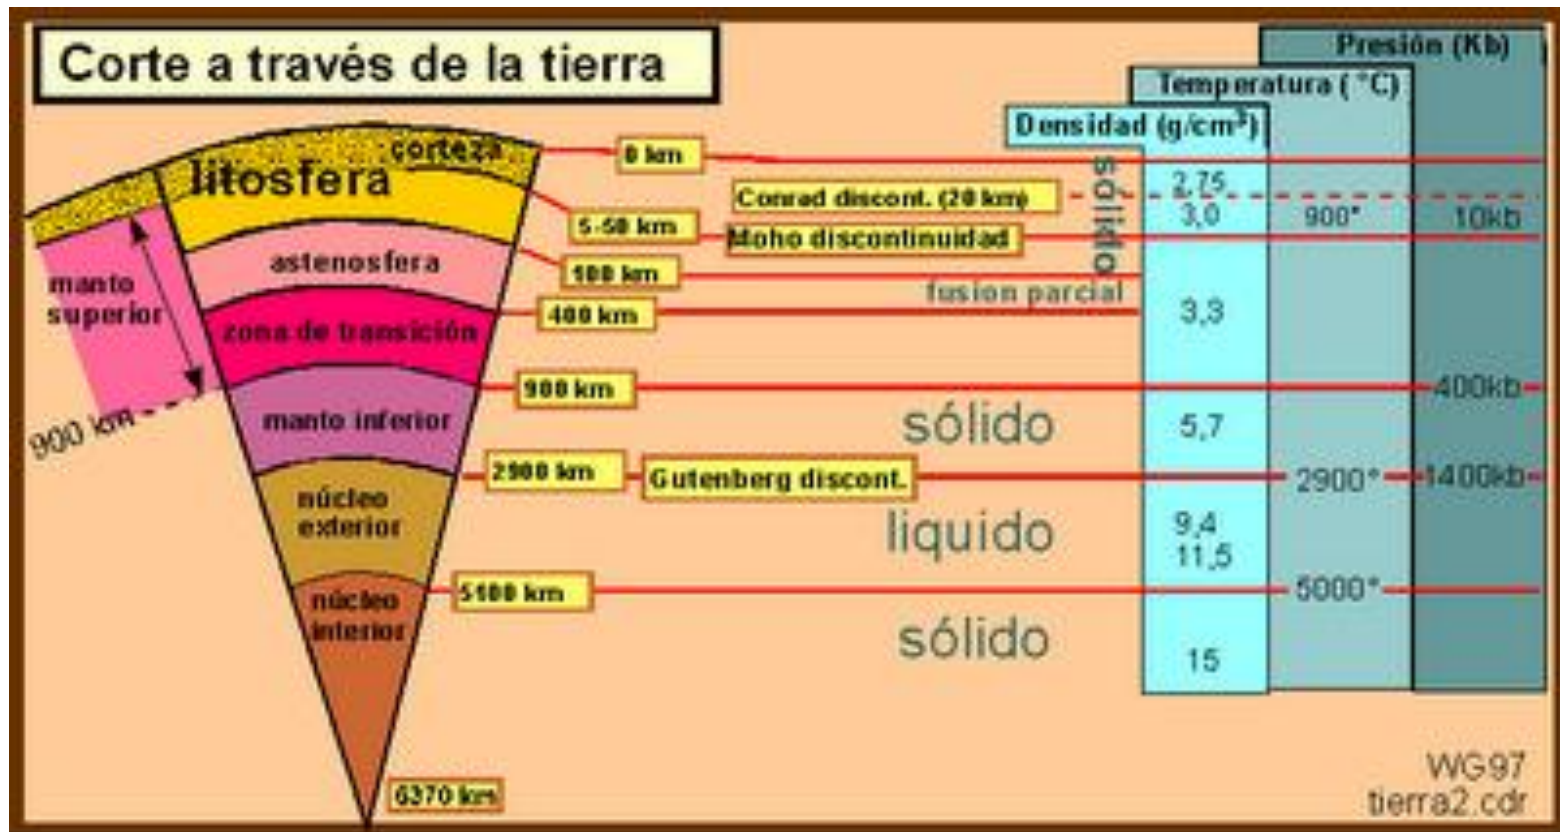 Corte a través de la tierra
Presión (Kb)
Temperatura ( °C)
Densidad (g/cm³)
corteza
litosfera
0 km
sólido
2,75
Conrad discont. (20 km)
3,0
900°
10kb
5-50 km
Moho discontinuidad
astenosfera
100 km
manto
superior
fusion parcial
400 km
3,3
zona de transición
900 km
400kb
manto inferior
sólido
5,7
900 km
2900 km
Gutenberg discont.
2900°
1400kb
núcleo
exterior
liquido
9,4
11,5
5100 km
5000°
núcleo
interior
sólido
15
6370 km
WG97
tierra2.cdr